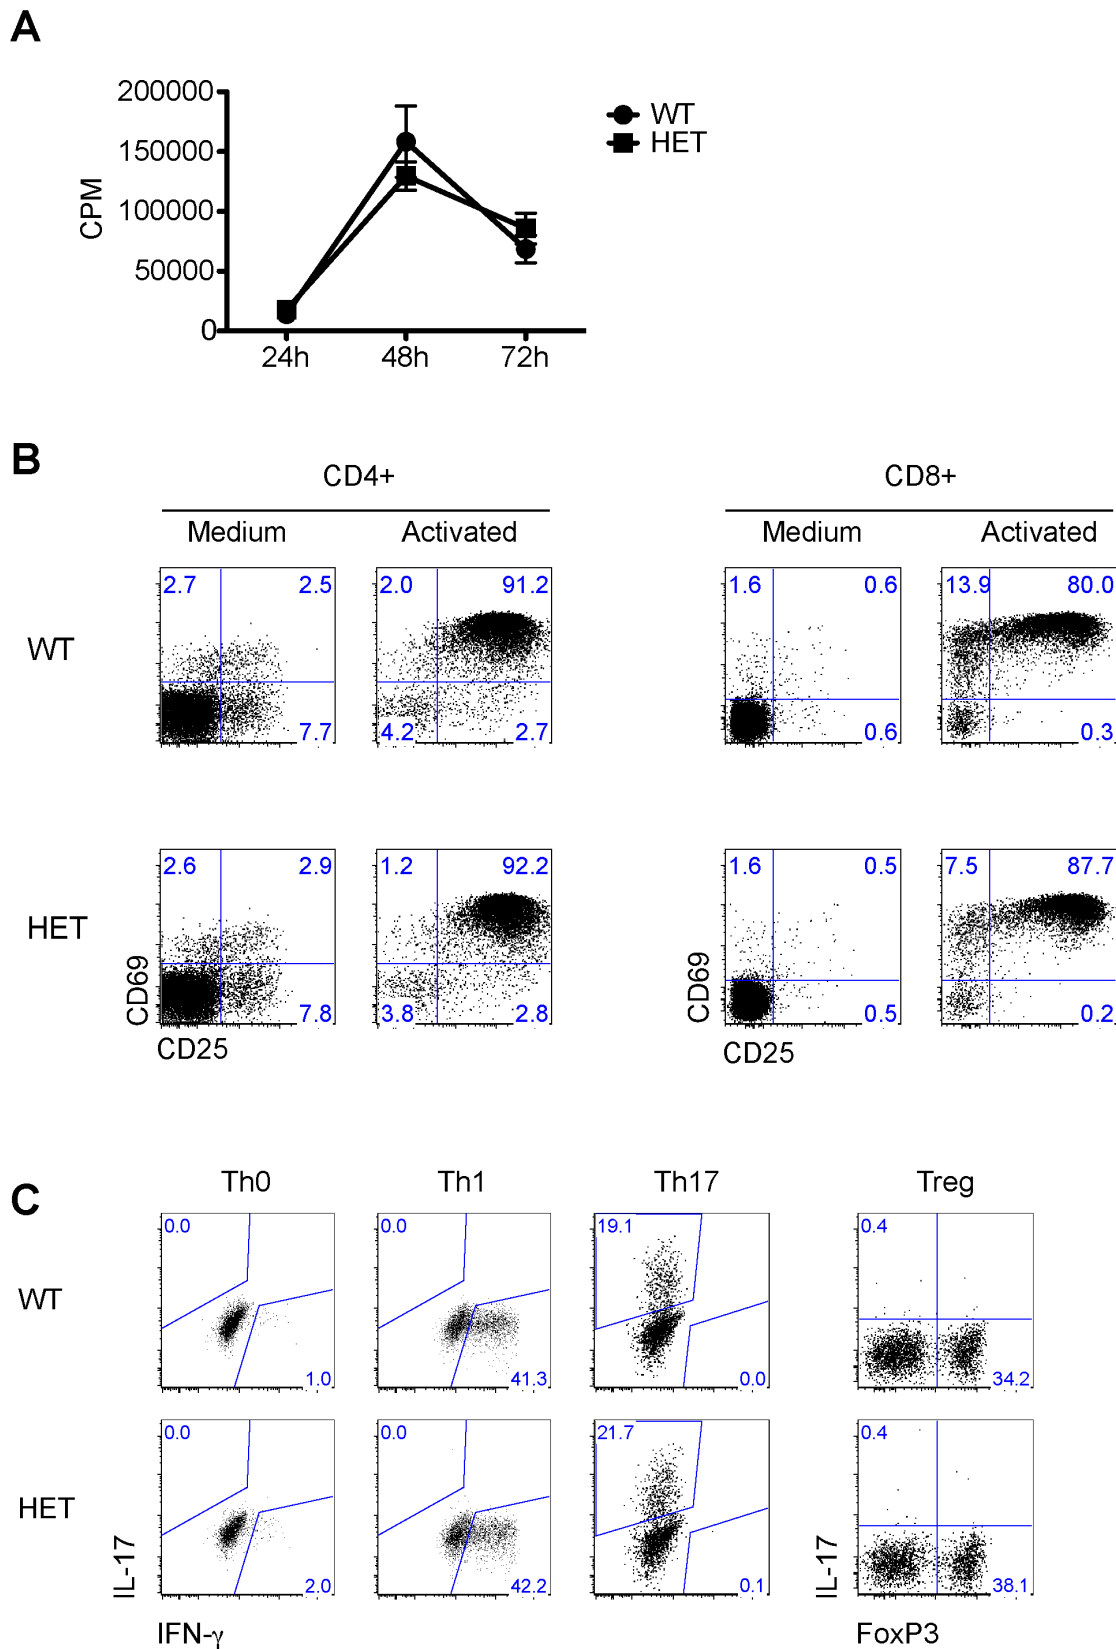 A
200000
150000
100000
50000
0
CPM
24h 48h 72h
WT
HET
B
CD4+ CD8+
Medium Activated Medium Activated
WT
2.7 2.5 2.0 91.2 1.6 0.6 13.9 80.0
7.7 4.2 2.7 0.6 0.3
HET
2.6 2.9 1.2 92.2 1.6 0.5 7.5 87.7
7.8 3.8 2.8 0.5 0.2
CD69 CD69
CD25 CD25
C
Th0 Th1 Th17 Treg
WT
0.0 0.0 19.1 0.4
1.0 41.3 0.0 34.2
HET
0.0 0.0 21.7 0.4
2.0 42.2 0.1 38.1
IL-17 IL-17
IFN-γ FoxP3